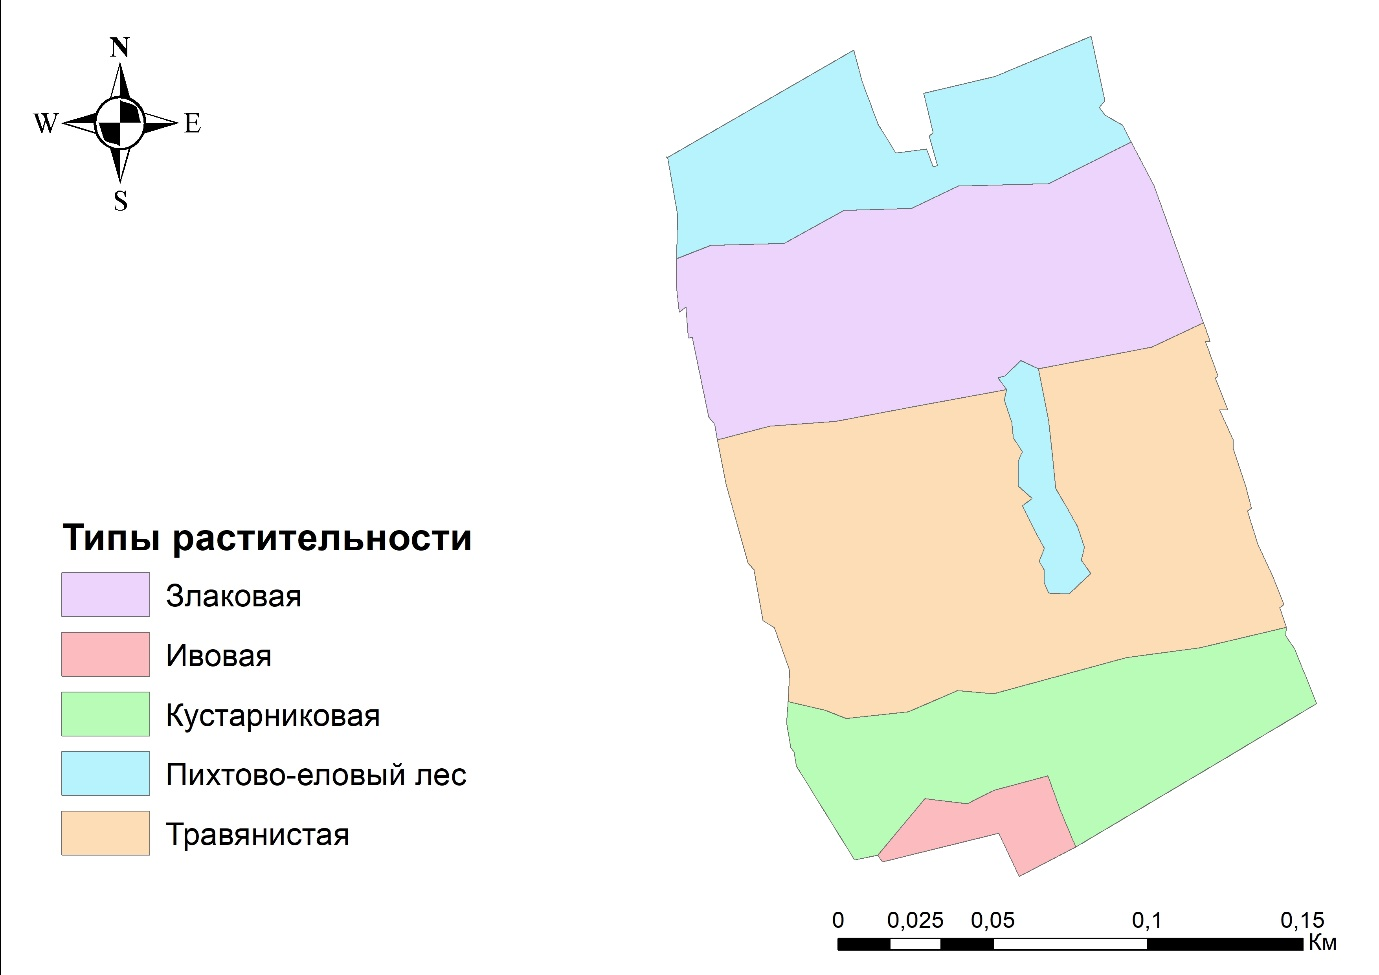 N
W E
S
Типы растительности
Злаковая
Ивовая
Кустарниковая
Пихтово-еловый лес
Травянистая
0 0,025 0,05 0,1 0,15
Км